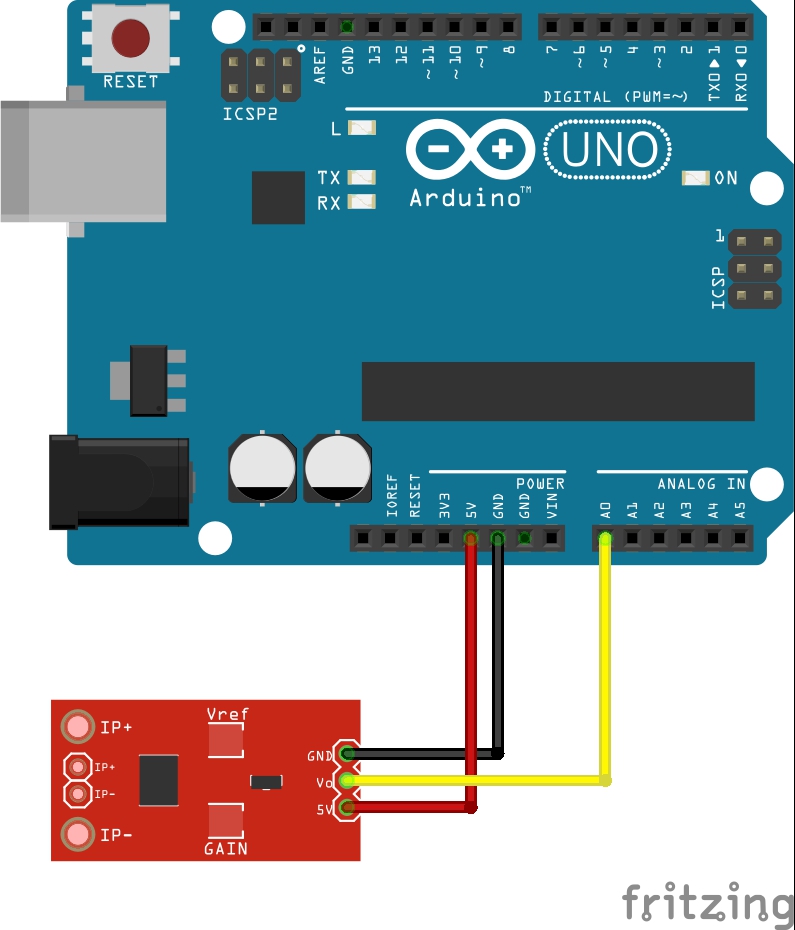 RESET
ICSP2
AREF
GND
13
12
~11
~10
~9
8
7
~6
~5
4
~3
2
TX0▶1
RX0◀0
DIGITAL (PWM=~)
L
TX
RX
UNO
Arduino™
ON
1
ICSP
POWER
ANALOG IN
IOREF
RESET
3V3
5V
GND
GND
VIN
A0
A1
A2
A3
A4
A5
Vref
IP+
GND
IP+
Vo
IP-
5V
IP-
GAIN
fritzing